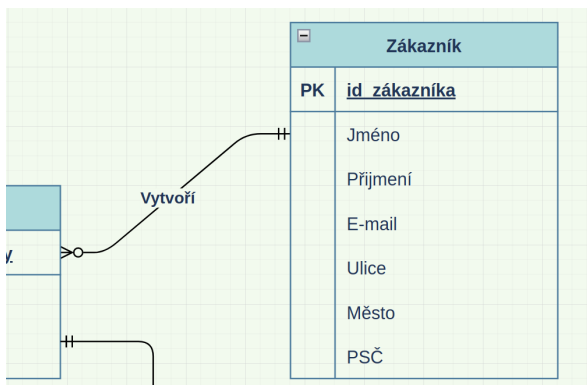 Zákazník
PK id_zákazníka
Jméno
Vytvoří
Přijmení
E-mail
y
Ulice
Město
PSČ